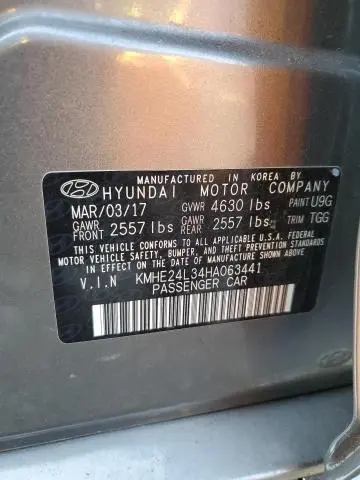 MANUFACTURED IN KOREA BY
HYUNDAI MOTOR COMPANY
MAR/03/17 GVWR 4630 lbs PAINT U9G
GAWR FRONT 2557 lbs GAWR REAR 2557 lbs TRIM TGG
THIS VEHICLE CONFORMS TO ALL APPLICABLE U.S.A. FEDERAL
MOTOR VEHICLE SAFETY, BUMPER, AND THEFT PREVENTION
STANDARDS IN EFFECT ON THE DATE OF MANUFACTURE SHOWN ABOVE.
V.I.N KMHE24L34HA063441
PASSENGER CAR